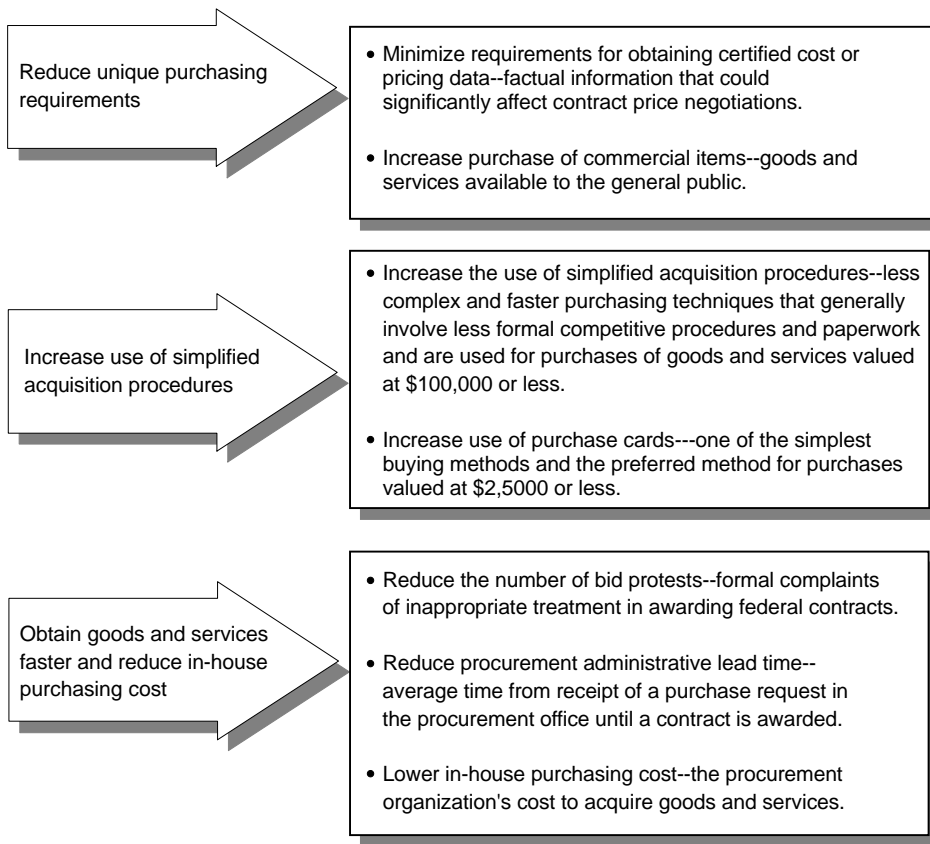 Reduce unique purchasing
requirements
• Minimize requirements for obtaining certified cost or
pricing data--factual information that could
significantly affect contract price negotiations.
• Increase purchase of commercial items--goods and
services available to the general public.
Increase use of simplified
acquisition procedures
• Increase the use of simplified acquisition procedures--less
complex and faster purchasing techniques that generally
involve less formal competitive procedures and paperwork
and are used for purchases of goods and services valued
at $100,000 or less.
• Increase use of purchase cards---one of the simplest
buying methods and the preferred method for purchases
valued at $2,5000 or less.
Obtain goods and services
faster and reduce in-house
purchasing cost
• Reduce the number of bid protests--formal complaints
of inappropriate treatment in awarding federal contracts.
• Reduce procurement administrative lead time--
average time from receipt of a purchase request in
the procurement office until a contract is awarded.
• Lower in-house purchasing cost--the procurement
organization's cost to acquire goods and services.